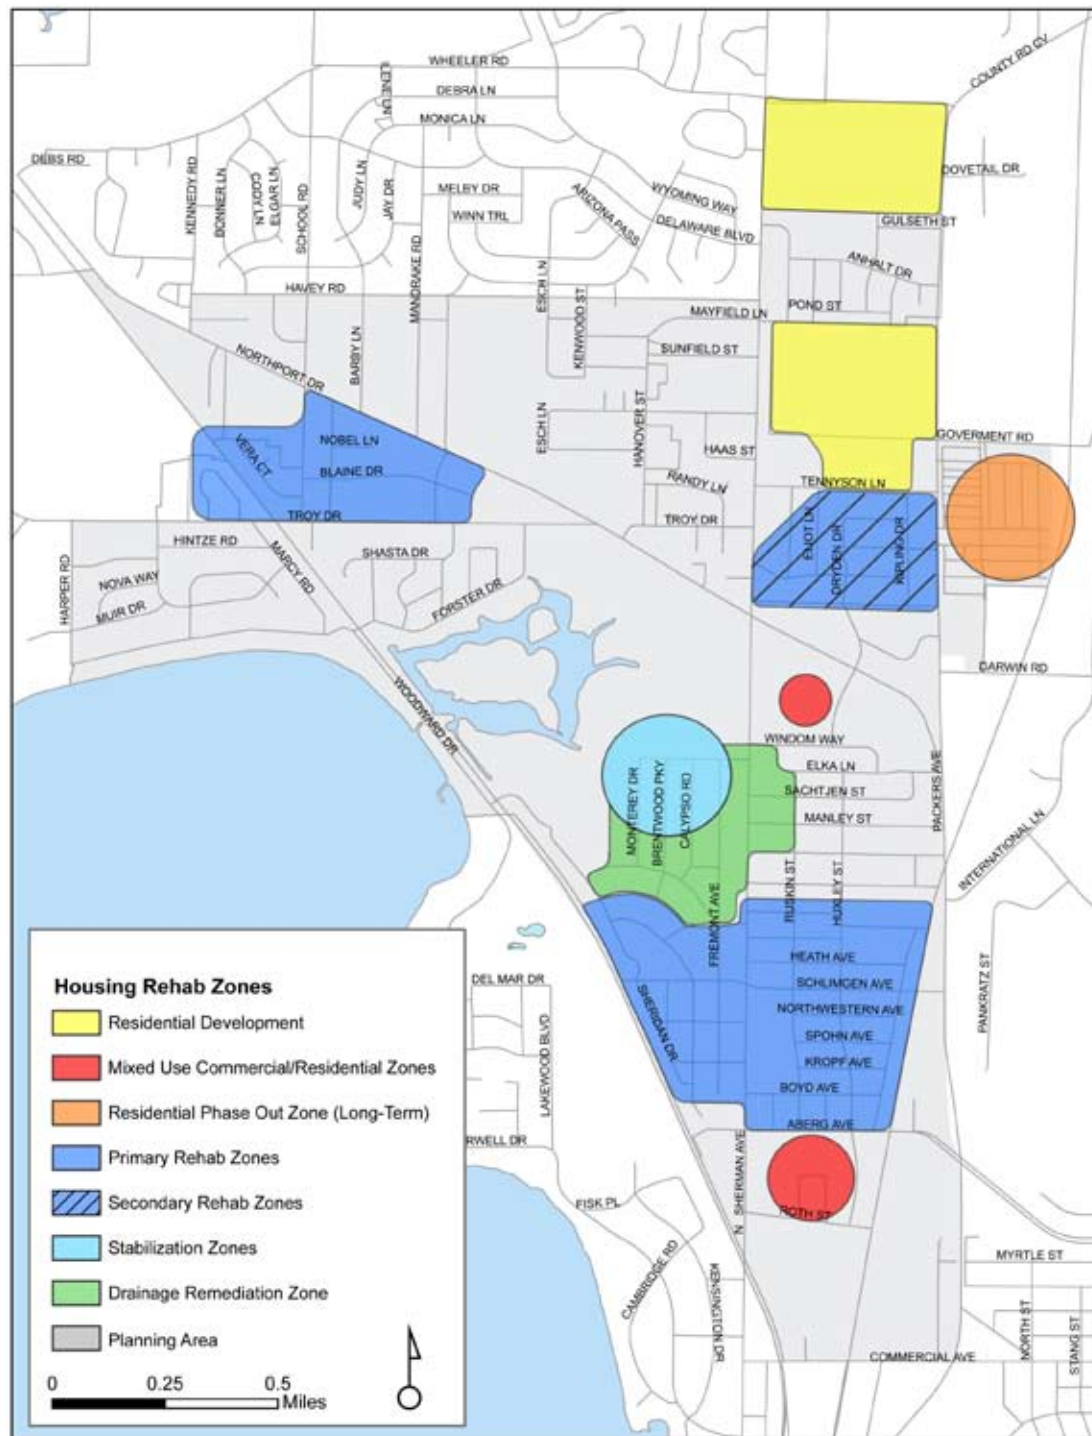 COUNTY RD CV
WHEELER RD
LENE LN
DEBRA LN
MONICA LN
DEBS RD
KENNEDY RD
BONNER LN
CODY LN
ELGAR LN
SCHOOL RD
JUDY LN
JAY DR
MELBY DR
WINN TRL
ARIZONA PASS
WYOMING WAY
DELAWARE BLVD
DOVETAIL DR
GULSETH ST
ANHALT DR
MANDRAKE RD
HAVEY RD
ESCH LN
KENWOOD ST
POND ST
MAYFIELD LN
SUNFIELD ST
NORTHPORT DR
BARBY LN
HANOVER ST
ESCH LN
NOBEL LN
VERA CT
BLAINE DR
HAAS ST
GOVERMENT RD
RANDY LN
TENNYSON LN
TROY DR
TROY DR
ELIOT LN
DRYDEN DR
KIPLING DR
HINTZE RD
MARCY RD
SHASTA DR
HARPER RD
NOVA WAY
MUIR DR
FORSTER DR
DARWIN RD
WOODWARD DR
WINDOM WAY
ELKA LN
SACHTJEN ST
MANLEY ST
PACKERS AVE
MONTEREY DR
BRENTWOOD PKY
CALYPSO RD
INTERNATIONAL LN
RUSKIN ST
HUXLEY ST
FREMONT AVE
HEATH AVE
SCHLIMGEN AVE
NORTHWESTERN AVE
SPOHN AVE
KROPF AVE
BOYD AVE
ABERG AVE
PANKRATZ ST
SHERIDAN DR
DEL MAR DR
LAKEWOOD BLVD
RWELL DR
N SHERMAN AVE
ROTH ST
FISK PL
CAMBRIDGE RD
KENSINGTON DR
MYRTLE ST
NORTH ST
STANG ST
COMMERCIAL AVE
Housing Rehab Zones
Residential Development
Mixed Use Commercial/Residential Zones
Residential Phase Out Zone (Long-Term)
Primary Rehab Zones
Secondary Rehab Zones
Stabilization Zones
Drainage Remediation Zone
Planning Area
0 0.25 0.5
Miles